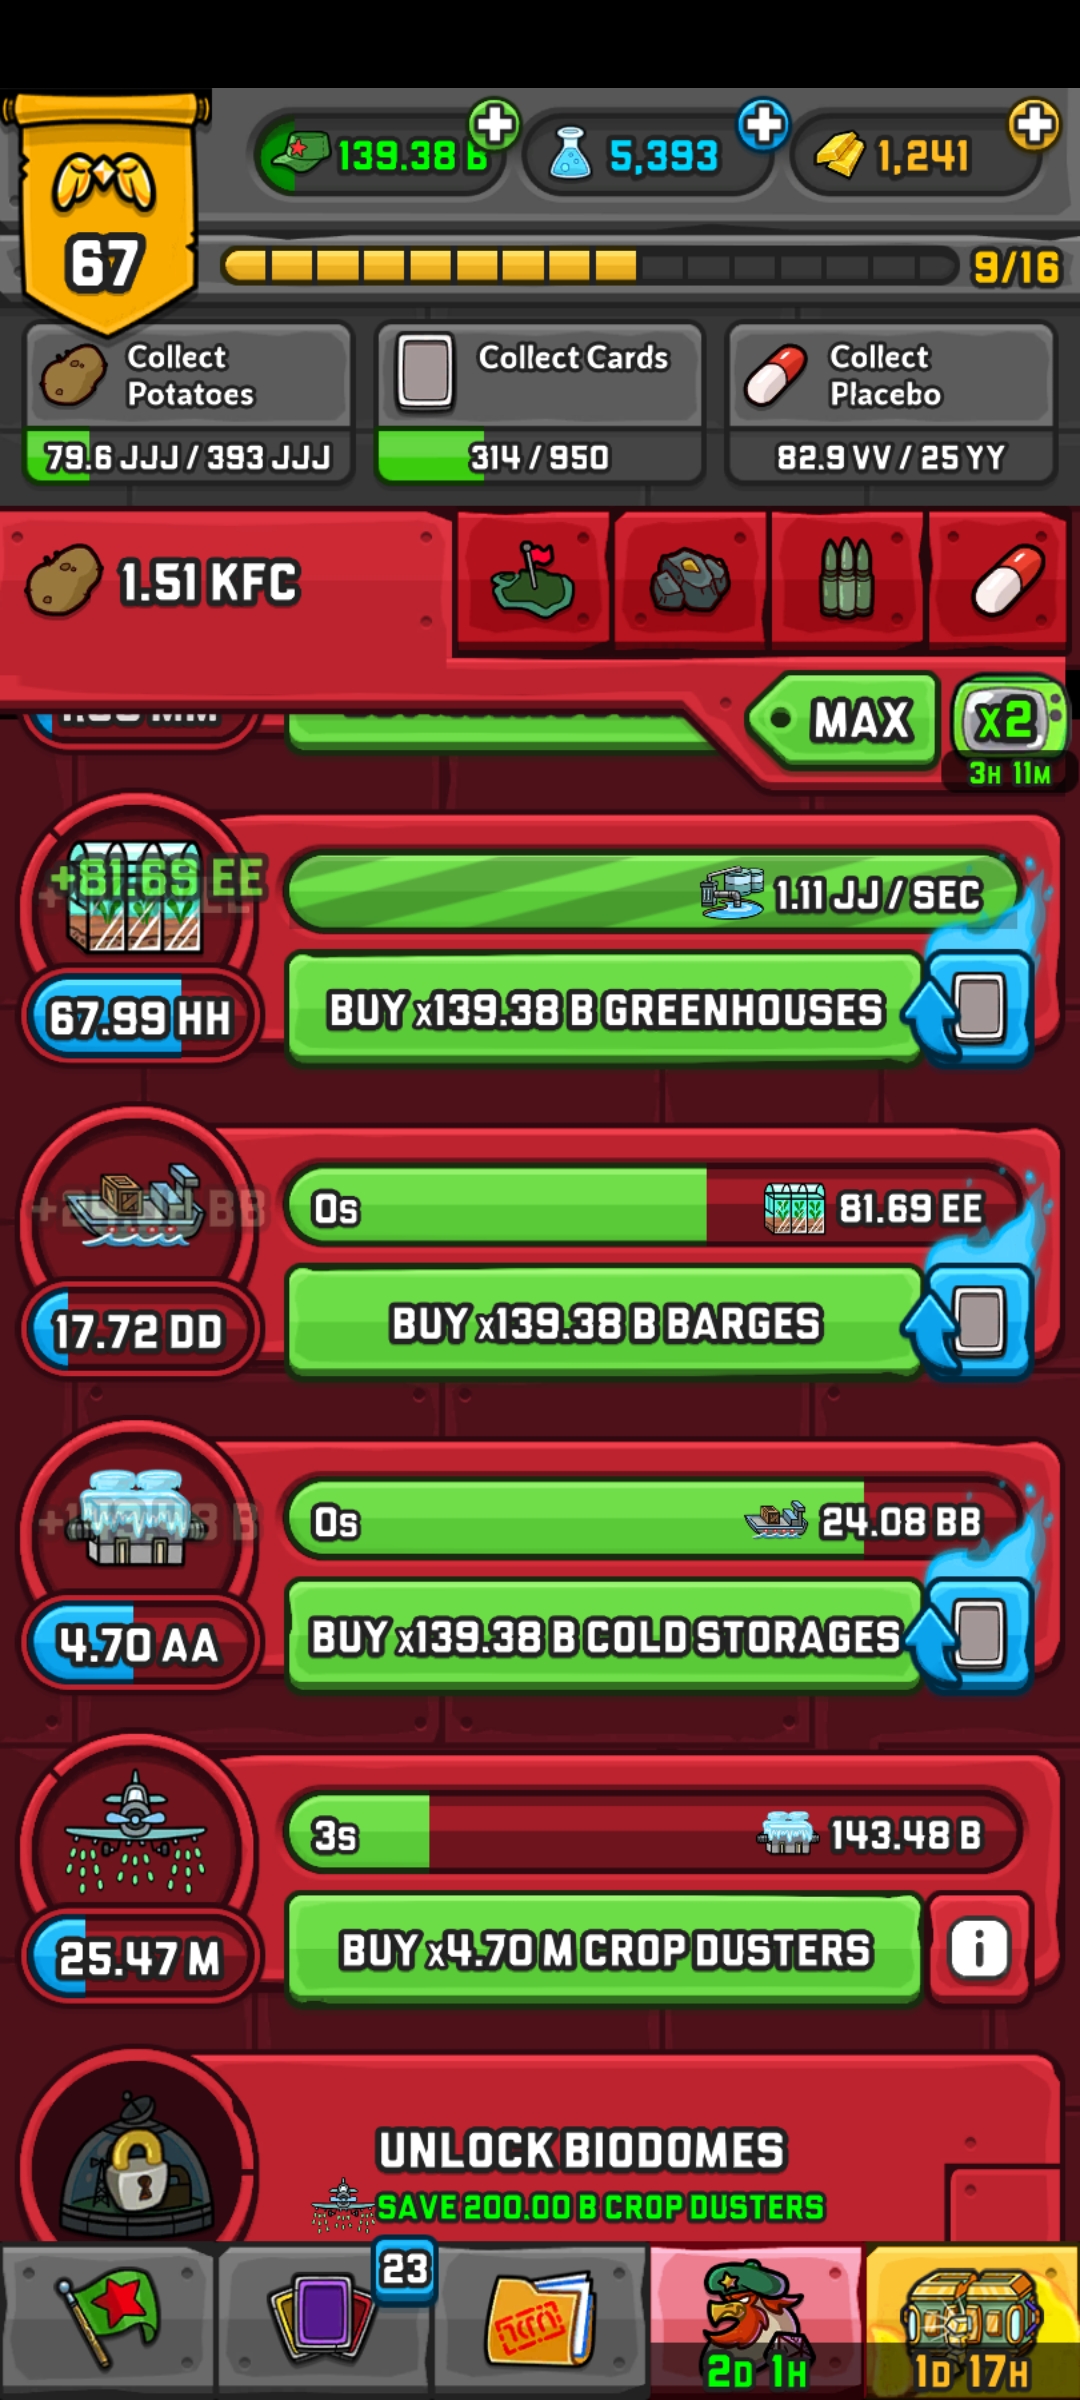 139.38 B
5,393
1,241
67
9/16
Collect
Potatoes
79.6 JJJ / 393 JJJ
Collect Cards
314 / 950
Collect
Placebo
82.9 VV / 25 YY
1.51 KFC
MAX
x2
3H 11M
+81.69 EE
1.11 JJ / SEC
67.99 HH
BUY x139.38 B GREENHOUSES
0s
81.69 EE
17.72 DD
BUY x139.38 B BARGES
0s
24.08 BB
4.70 AA
BUY x139.38 B COLD STORAGES
3s
143.48 B
25.47 M
BUY x4.70 M CROP DUSTERS
i
UNLOCK BIODOMES
SAVE 200.00 B CROP DUSTERS
23
2D 1H
1D 17H